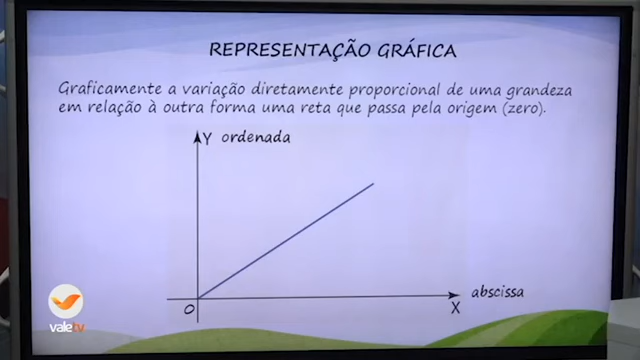 REPRESENTAÇÃO GRÁFICA
Graficamente a variação diretamente proporcional de uma grandeza
em relação à outra forma uma reta que passa pela origem (zero).
Y ordenada
abscissa
O
X
valetv